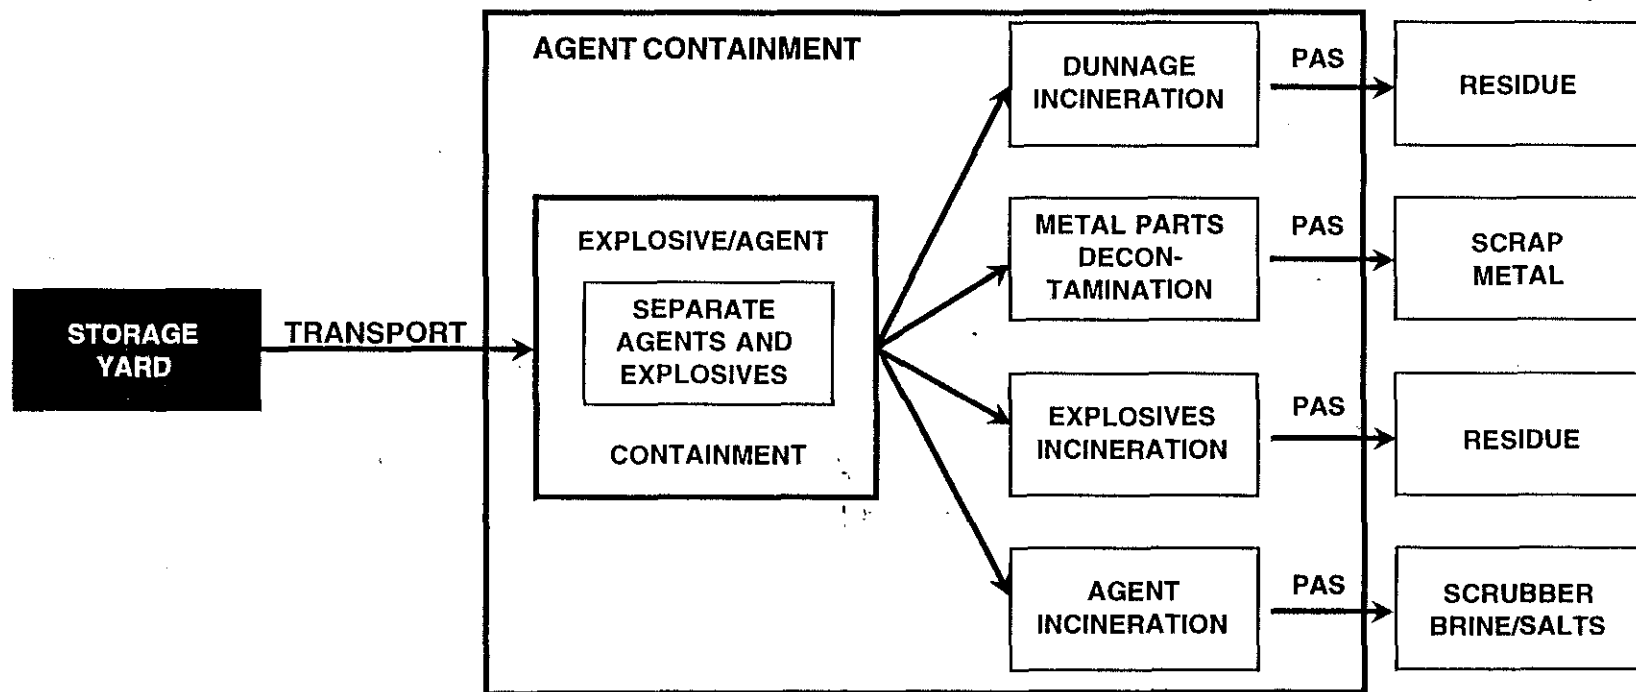 AGENT CONTAINMENT
STORAGE
YARD
TRANSPORT
EXPLOSIVE/AGENT
SEPARATE
AGENTS AND
EXPLOSIVES
CONTAINMENT
DUNNAGE
INCINERATION
PAS
RESIDUE
METAL PARTS
DECON-
TAMINATION
PAS
SCRAP
METAL
EXPLOSIVES
INCINERATION
PAS
RESIDUE
AGENT
INCINERATION
PAS
SCRUBBER
BRINE/SALTS